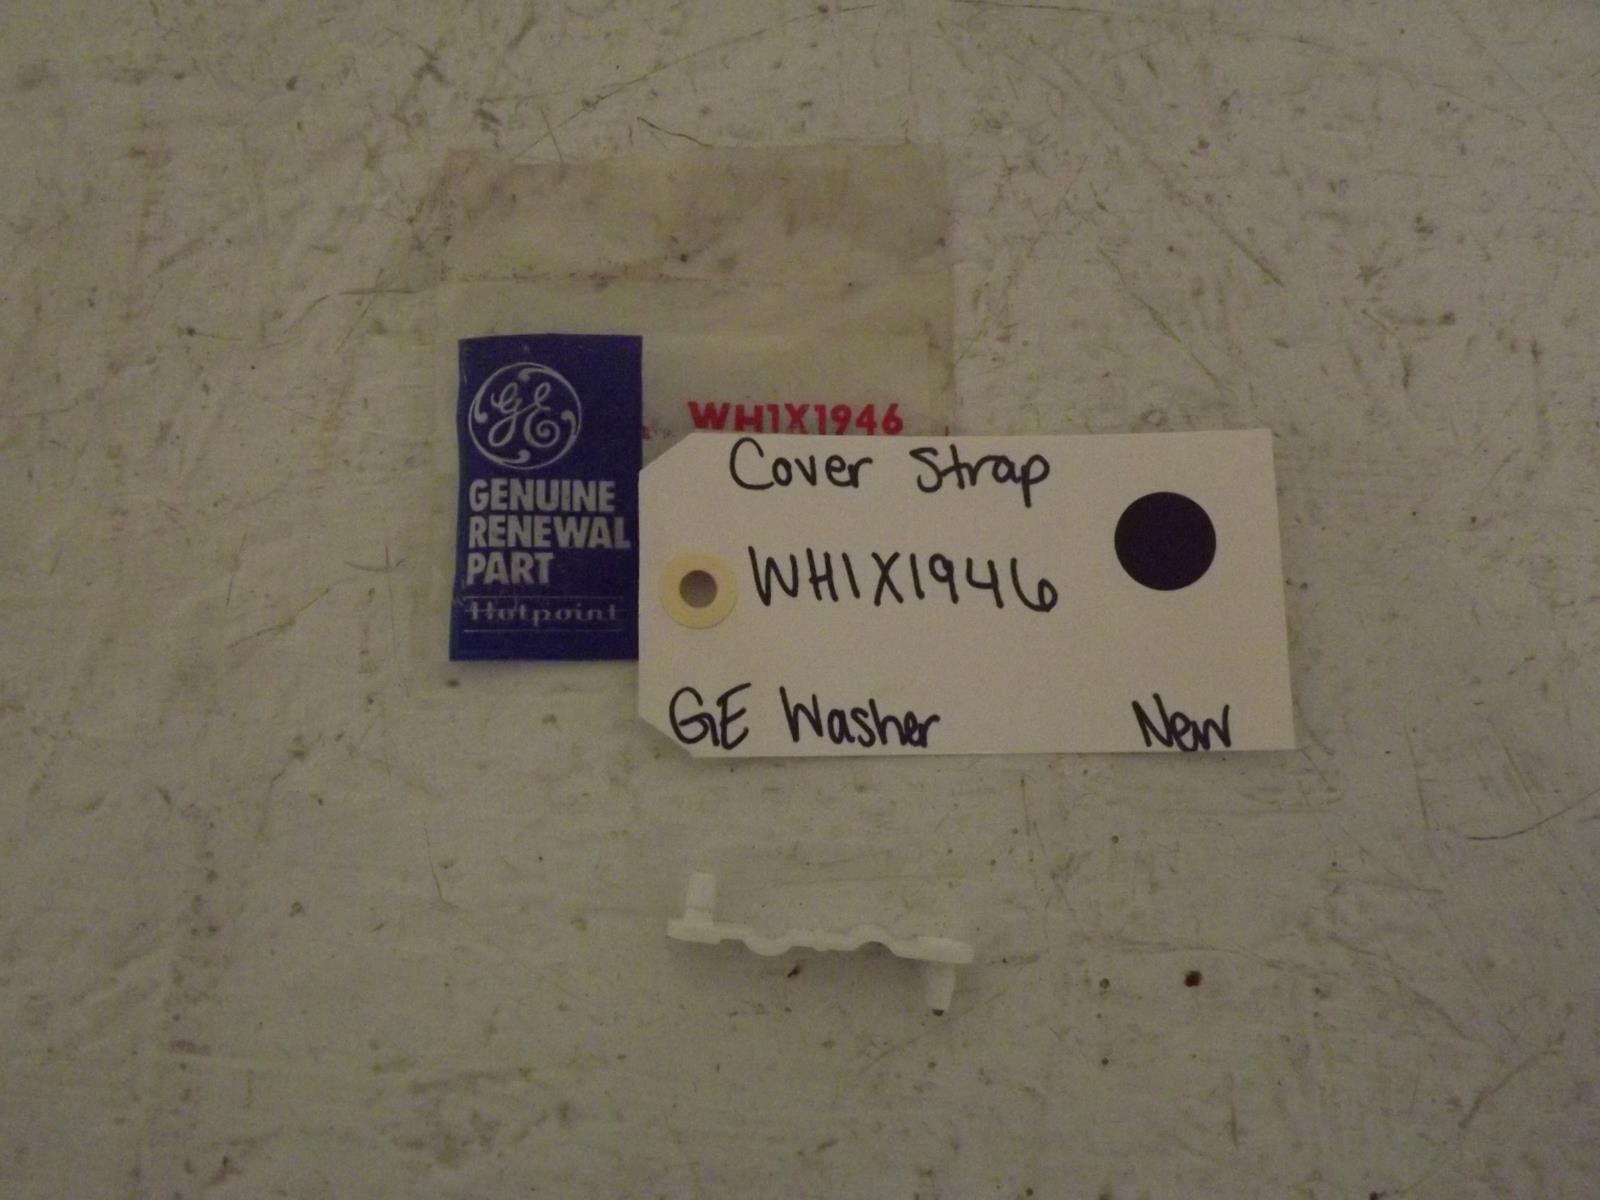 GE
GENUINE
RENEWAL
PART
Hotpoint
WH1X1946
Cover Strap
WH1X1946
GE Washer
New